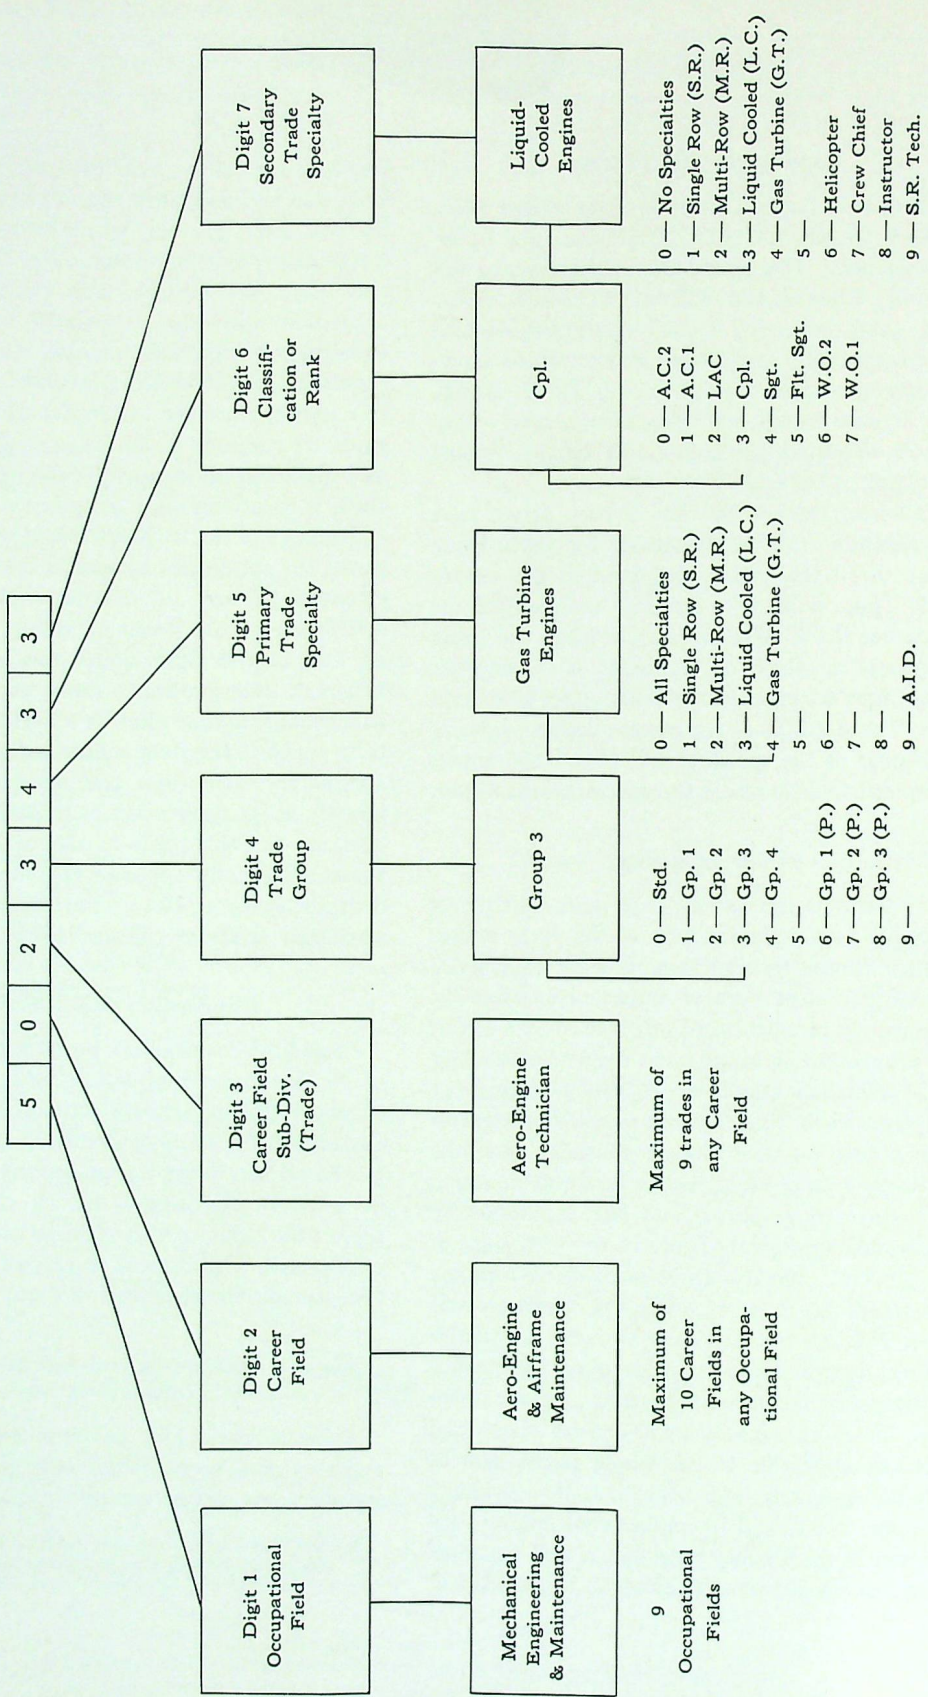 5 0 2 3 4 3 3
Digit 1
Occupational
Field
Digit 2
Career
Field
Digit 3
Career Field
Sub-Div.
(Trade)
Digit 4
Trade
Group
Digit 5
Primary
Trade
Specialty
Digit 6
Classifi-
cation or
Rank
Digit 7
Secondary
Trade
Specialty
Mechanical
Engineering
& Maintenance
Aero-Engine
& Airframe
Maintenance
Aero-Engine
Technician
Group 3
Gas Turbine
Engines
Cpl.
Liquid-
Cooled
Engines
9
Occupational
Fields
Maximum of
10 Career
Fields in
any Occupa-
tional Field
Maximum of
9 trades in
any Career
Field
0 — Std.
1 — Gp. 1
2 — Gp. 2
3 — Gp. 3
4 — Gp. 4
5 —
6 — Gp. 1 (P.)
7 — Gp. 2 (P.)
8 — Gp. 3 (P.)
9 —
0 — All Specialties
1 — Single Row (S.R.)
2 — Multi-Row (M.R.)
3 — Liquid Cooled (L.C.)
4 — Gas Turbine (G.T.)
5 —
6 —
7 —
8 —
9 — A.I.D.
0 — A.C.2
1 — A.C.1
2 — LAC
3 — Cpl.
4 — Sgt.
5 — Flt. Sgt.
6 — W.O.2
7 — W.O.1
0 — No Specialties
1 — Single Row (S.R.)
2 — Multi-Row (M.R.)
3 — Liquid Cooled (L.C.)
4 — Gas Turbine (G.T.)
5 —
6 — Helicopter
7 — Crew Chief
8 — Instructor
9 — S.R. Tech.